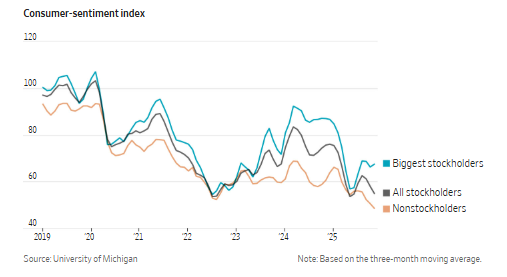 Consumer-sentiment index
120
100
80
60
40
2019 '20 '21 '22 '23 '24 '25
Biggest stockholders
All stockholders
Nonstockholders
Source: University of Michigan
Note: Based on the three-month moving average.